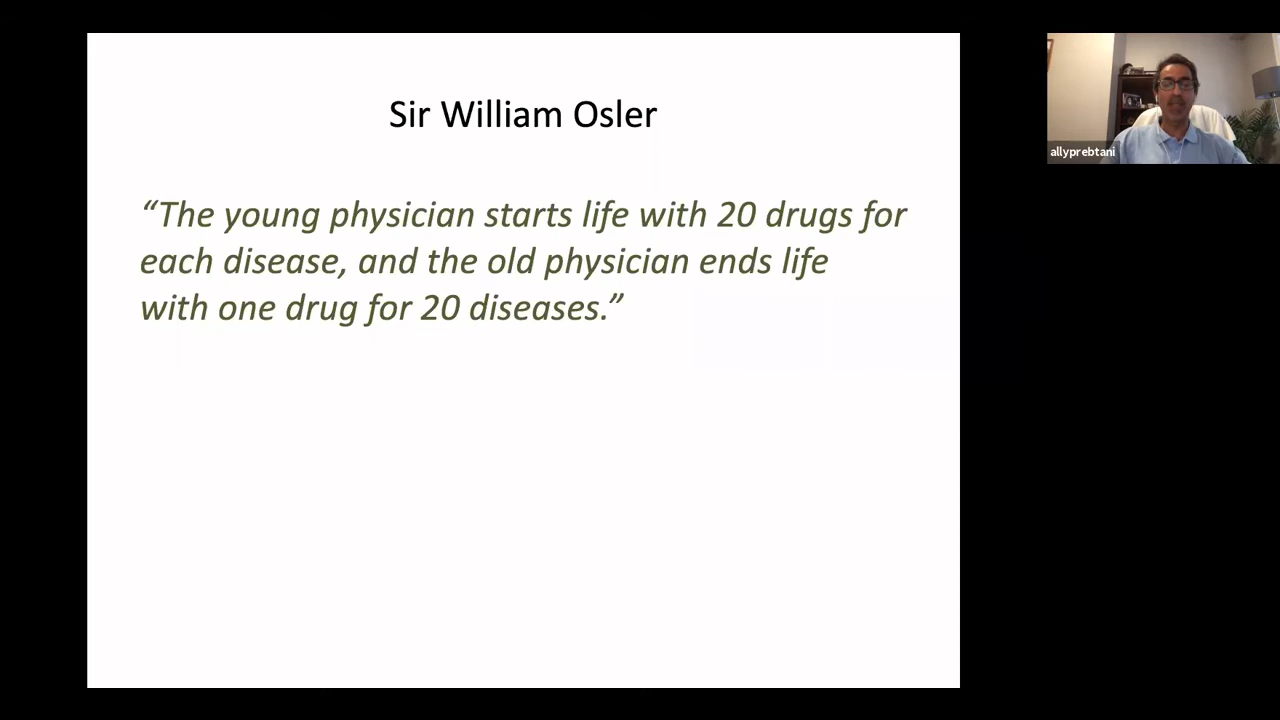 Sir William Osler
“The young physician starts life with 20 drugs for
each disease, and the old physician ends life
with one drug for 20 diseases.”
allyprebtani